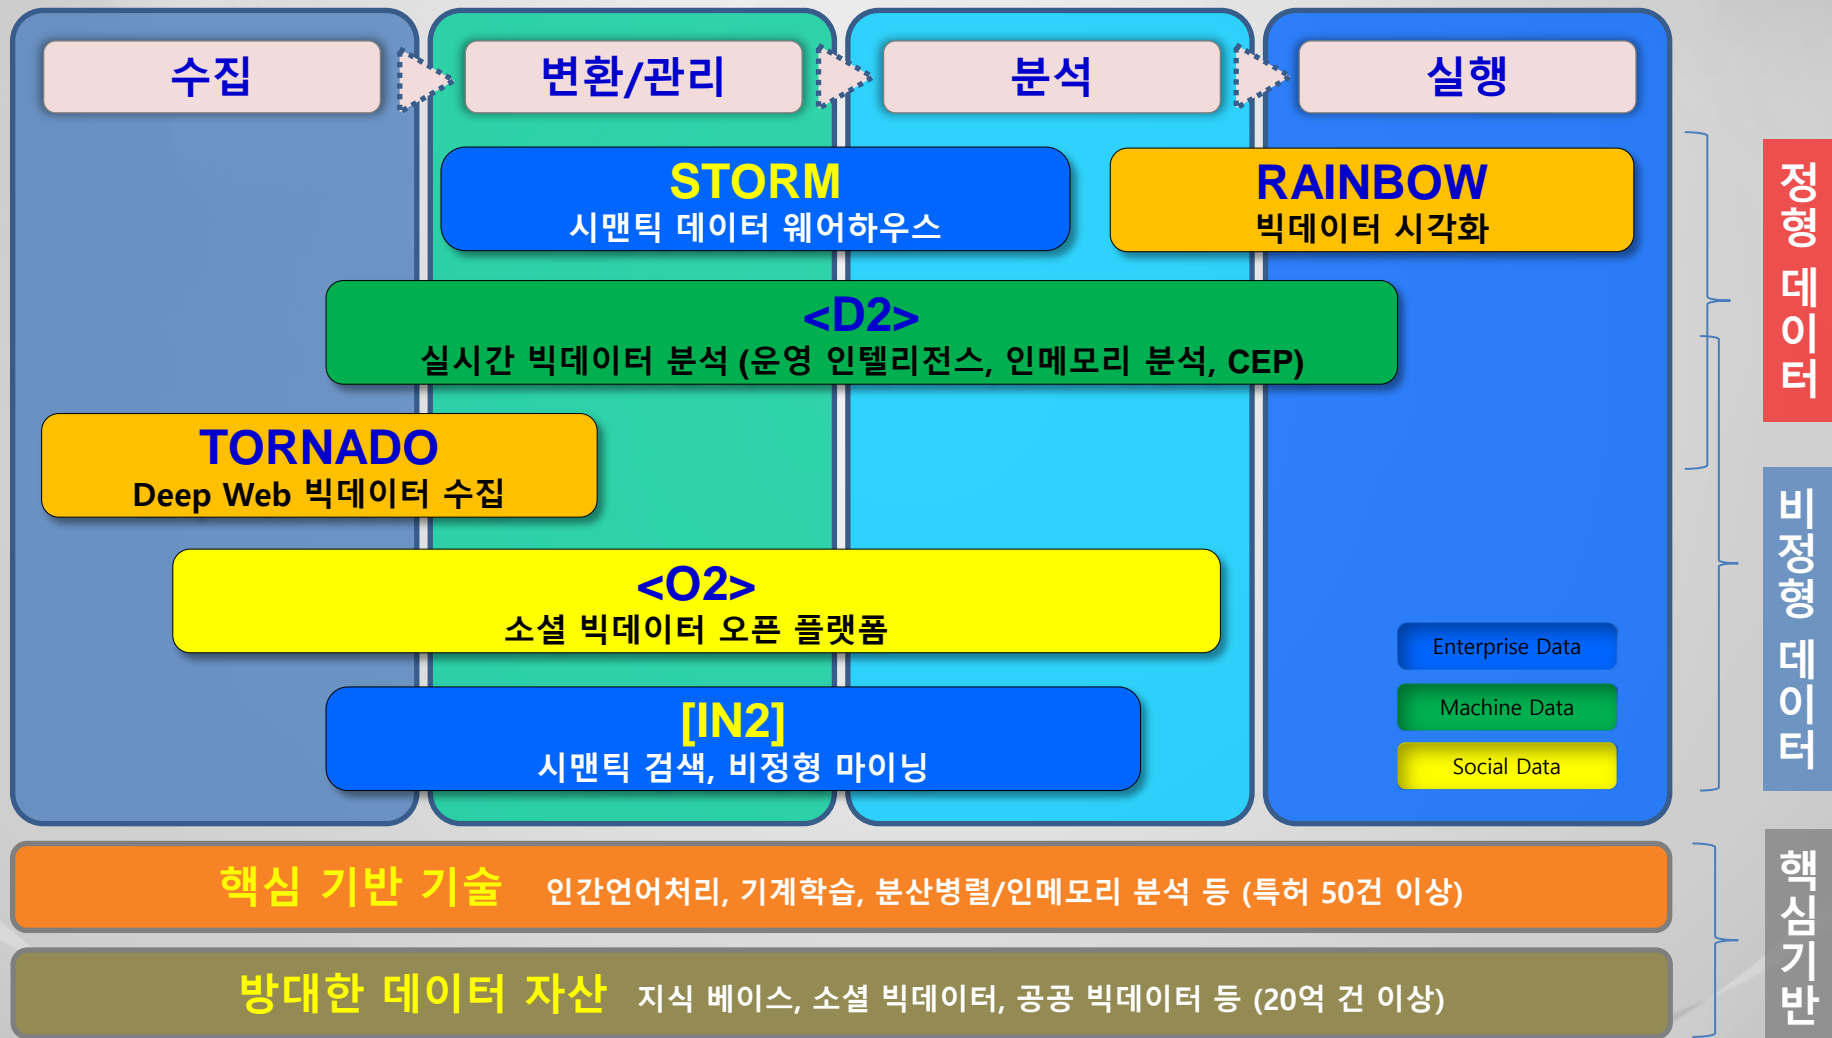 수집
변환/관리
분석
실행
STORM
시맨틱 데이터 웨어하우스
RAINBOW
빅데이터 시각화
<D2>
실시간 빅데이터 분석 (운영 인텔리전스, 인메모리 분석, CEP)
TORNADO
Deep Web 빅데이터 수집
<O2>
소셜 빅데이터 오픈 플랫폼
[IN2]
시맨틱 검색, 비정형 마이닝
Enterprise Data
Machine Data
Social Data
정형 데이터
비정형 데이터
핵심 기반 기술 인간언어처리, 기계학습, 분산병렬/인메모리 분석 등 (특허 50건 이상)
방대한 데이터 자산 지식 베이스, 소셜 빅데이터, 공공 빅데이터 등 (20억 건 이상)
핵심기반